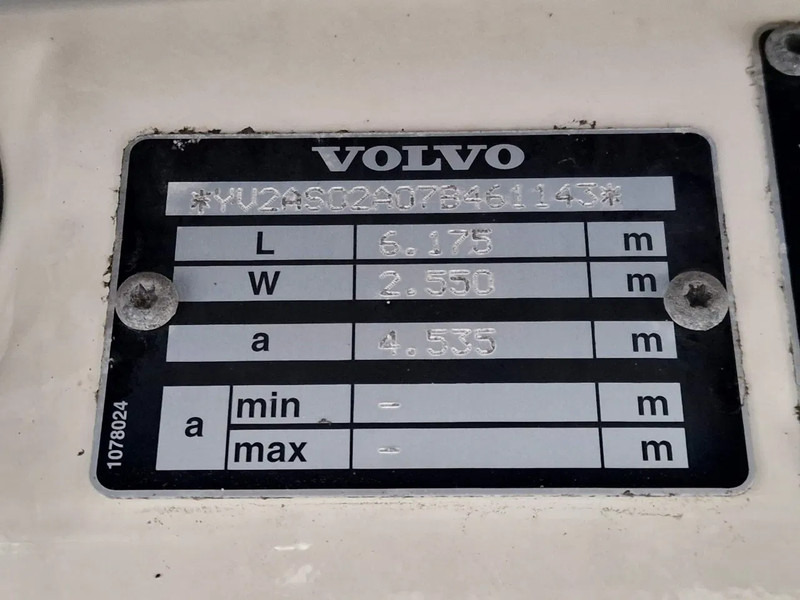 VOLVO
*YV2AS02A07B461143*
L 6.175 m
W 2.550 m
a 4.535 m
a min - m
max - m
1078024